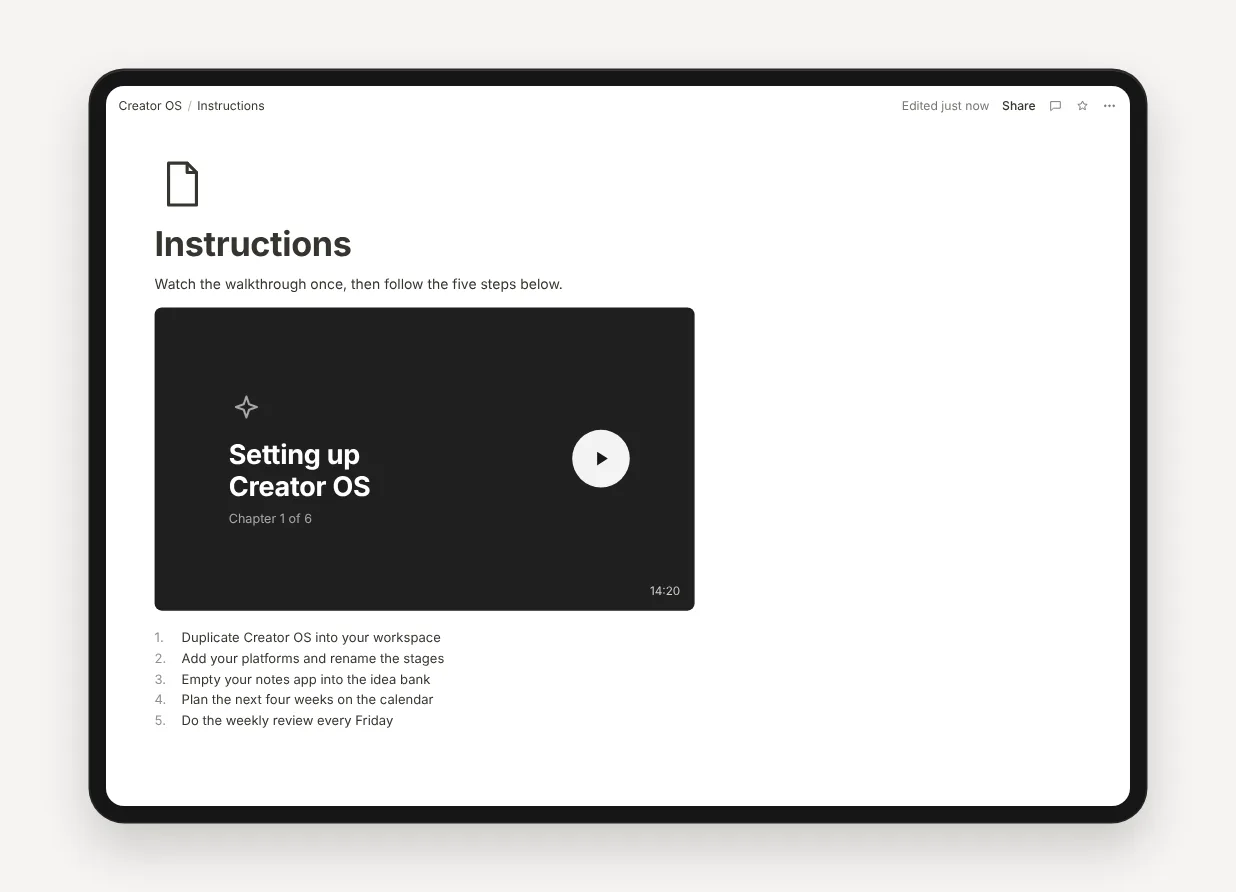 Creator OS / Instructions
Edited just now Share
Instructions
Watch the walkthrough once, then follow the five steps below.
Setting up
Creator OS
Chapter 1 of 6
14:20
1. Duplicate Creator OS into your workspace
2. Add your platforms and rename the stages
3. Empty your notes app into the idea bank
4. Plan the next four weeks on the calendar
5. Do the weekly review every Friday